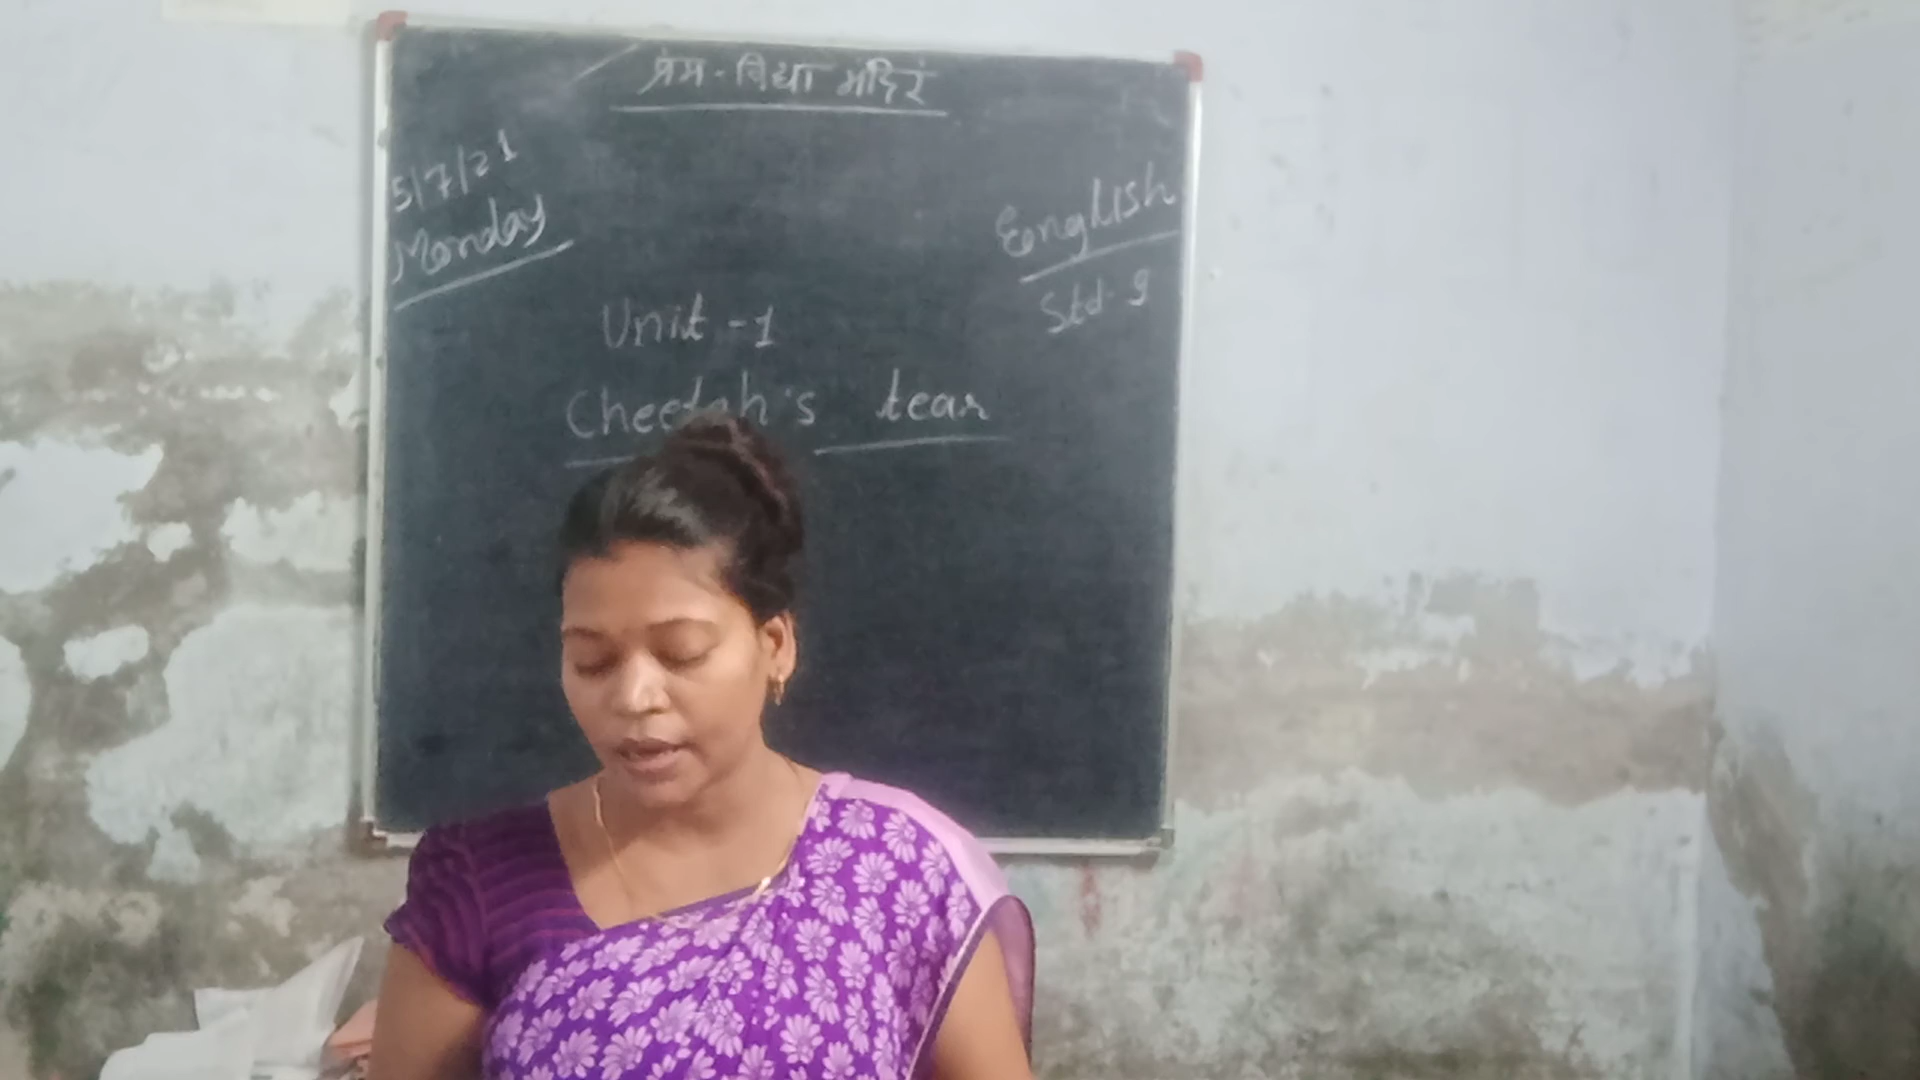 प्रेम-विद्या मंदिर
5/7/21
Monday
English
Std-9
Unit-1
Cheetah's tear